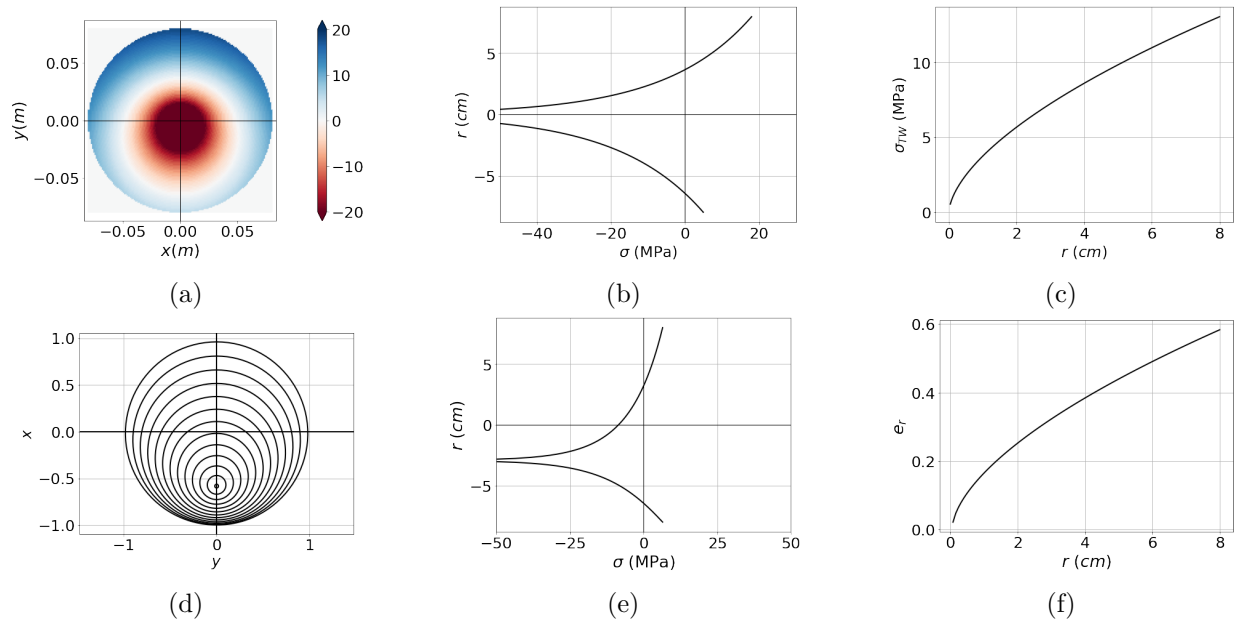 20
10
0
−10
−20
0.05
0.00
−0.05
y(m)
−0.05 0.00 0.05
x(m)
(a)
5
0
−5
r (cm)
−40 −20 0 20
σ (MPa)
(b)
10
5
0
σTW (MPa)
0 2 4 6 8
r (cm)
(c)
1.0
0.5
0.0
−0.5
−1.0
x
−1 0 1
y
(d)
5
0
−5
r (cm)
−50 −25 0 25 50
σ (MPa)
(e)
0.6
0.4
0.2
0.0
er
0 2 4 6 8
r (cm)
(f)